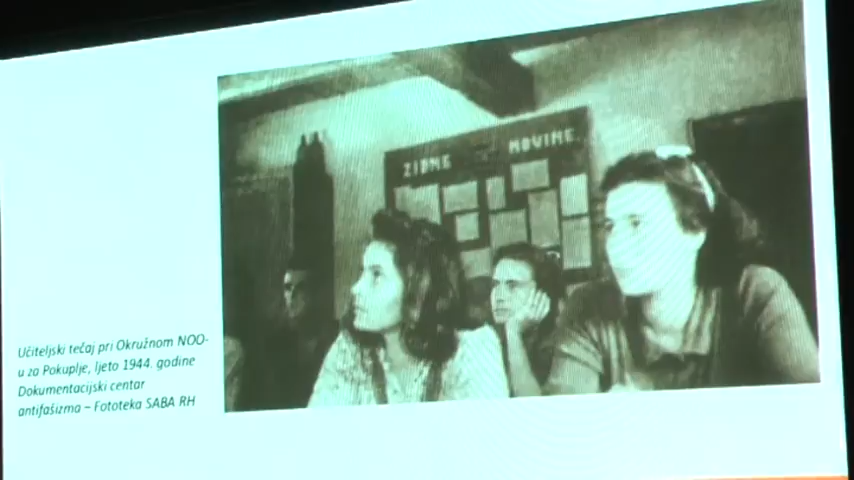 ZIDNE NOVINE
Učiteljski tečaj pri Okružnom NOO-
u za Pokuplje, ljeto 1944. godine
Dokumentacijski centar
antifašizma – Fototeka SABA RH